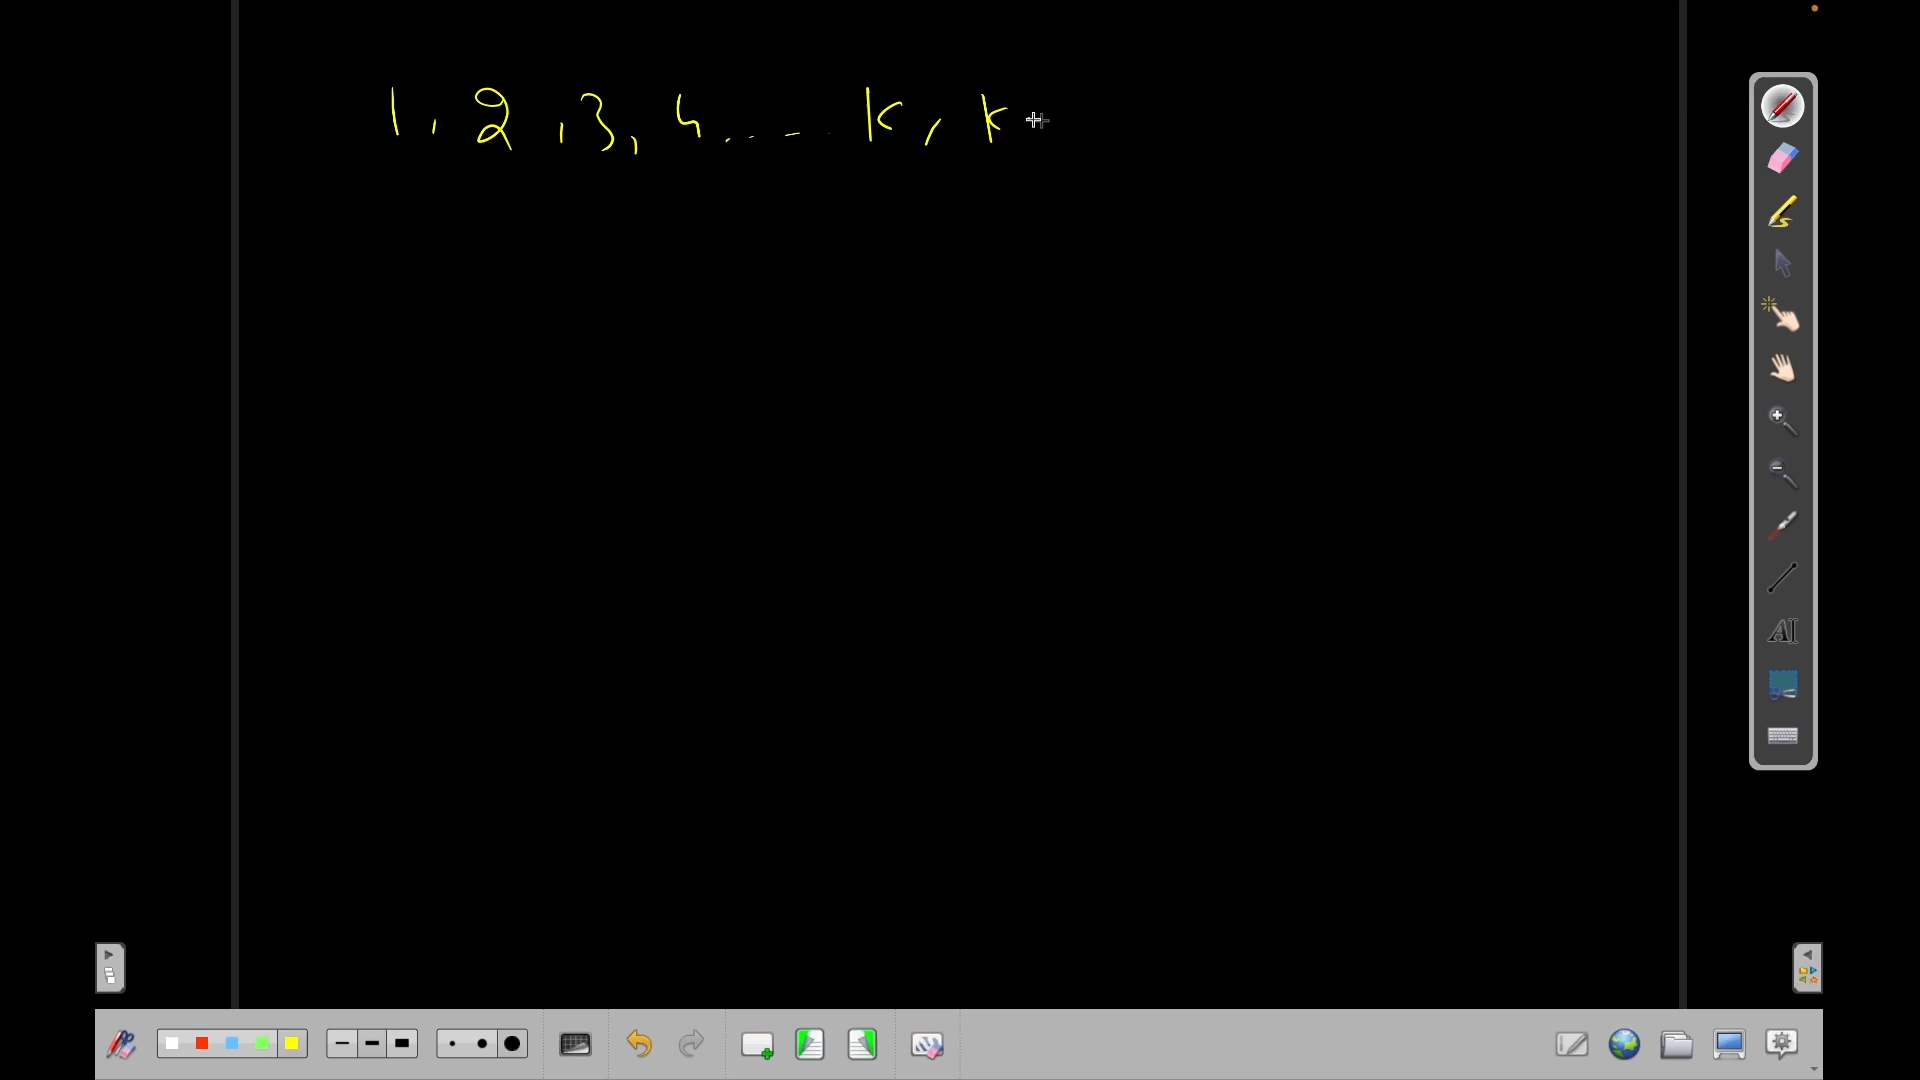 1, 2, 3, 4.... k, k